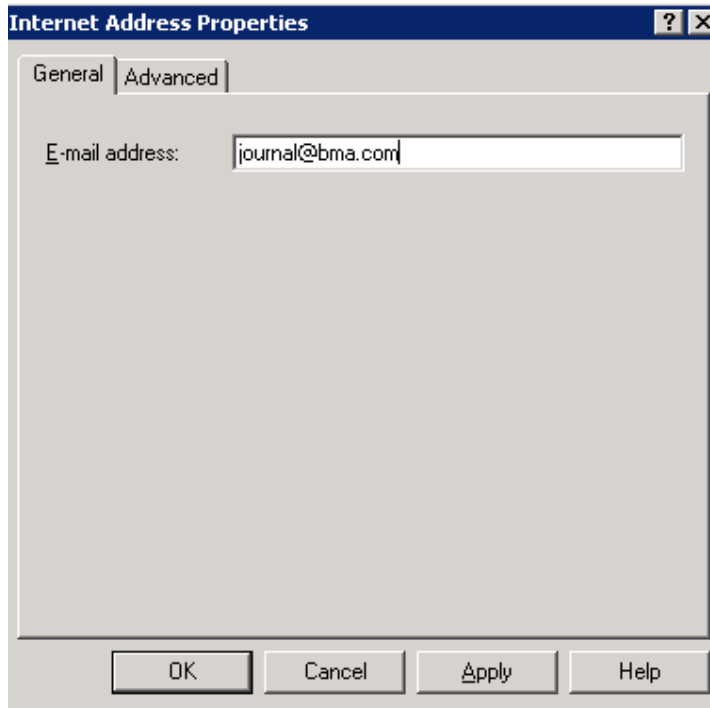 Internet Address Properties ? X
General Advanced
E-mail address: journal@bma.com
OK Cancel Apply Help